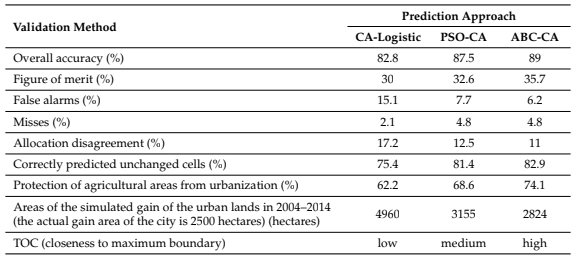 Validation Method
Prediction Approach
CA-Logistic PSO-CA ABC-CA
Overall accuracy (%) 82.8 87.5 89
Figure of merit (%) 30 32.6 35.7
False alarms (%) 15.1 7.7 6.2
Misses (%) 2.1 4.8 4.8
Allocation disagreement (%) 17.2 12.5 11
Correctly predicted unchanged cells (%) 75.4 81.4 82.9
Protection of agricultural areas from urbanization (%) 62.2 68.6 74.1
Areas of the simulated gain of the urban lands in 2004–2014
(the actual gain area of the city is 2500 hectares) (hectares) 4960 3155 2824
TOC (closeness to maximum boundary) low medium high